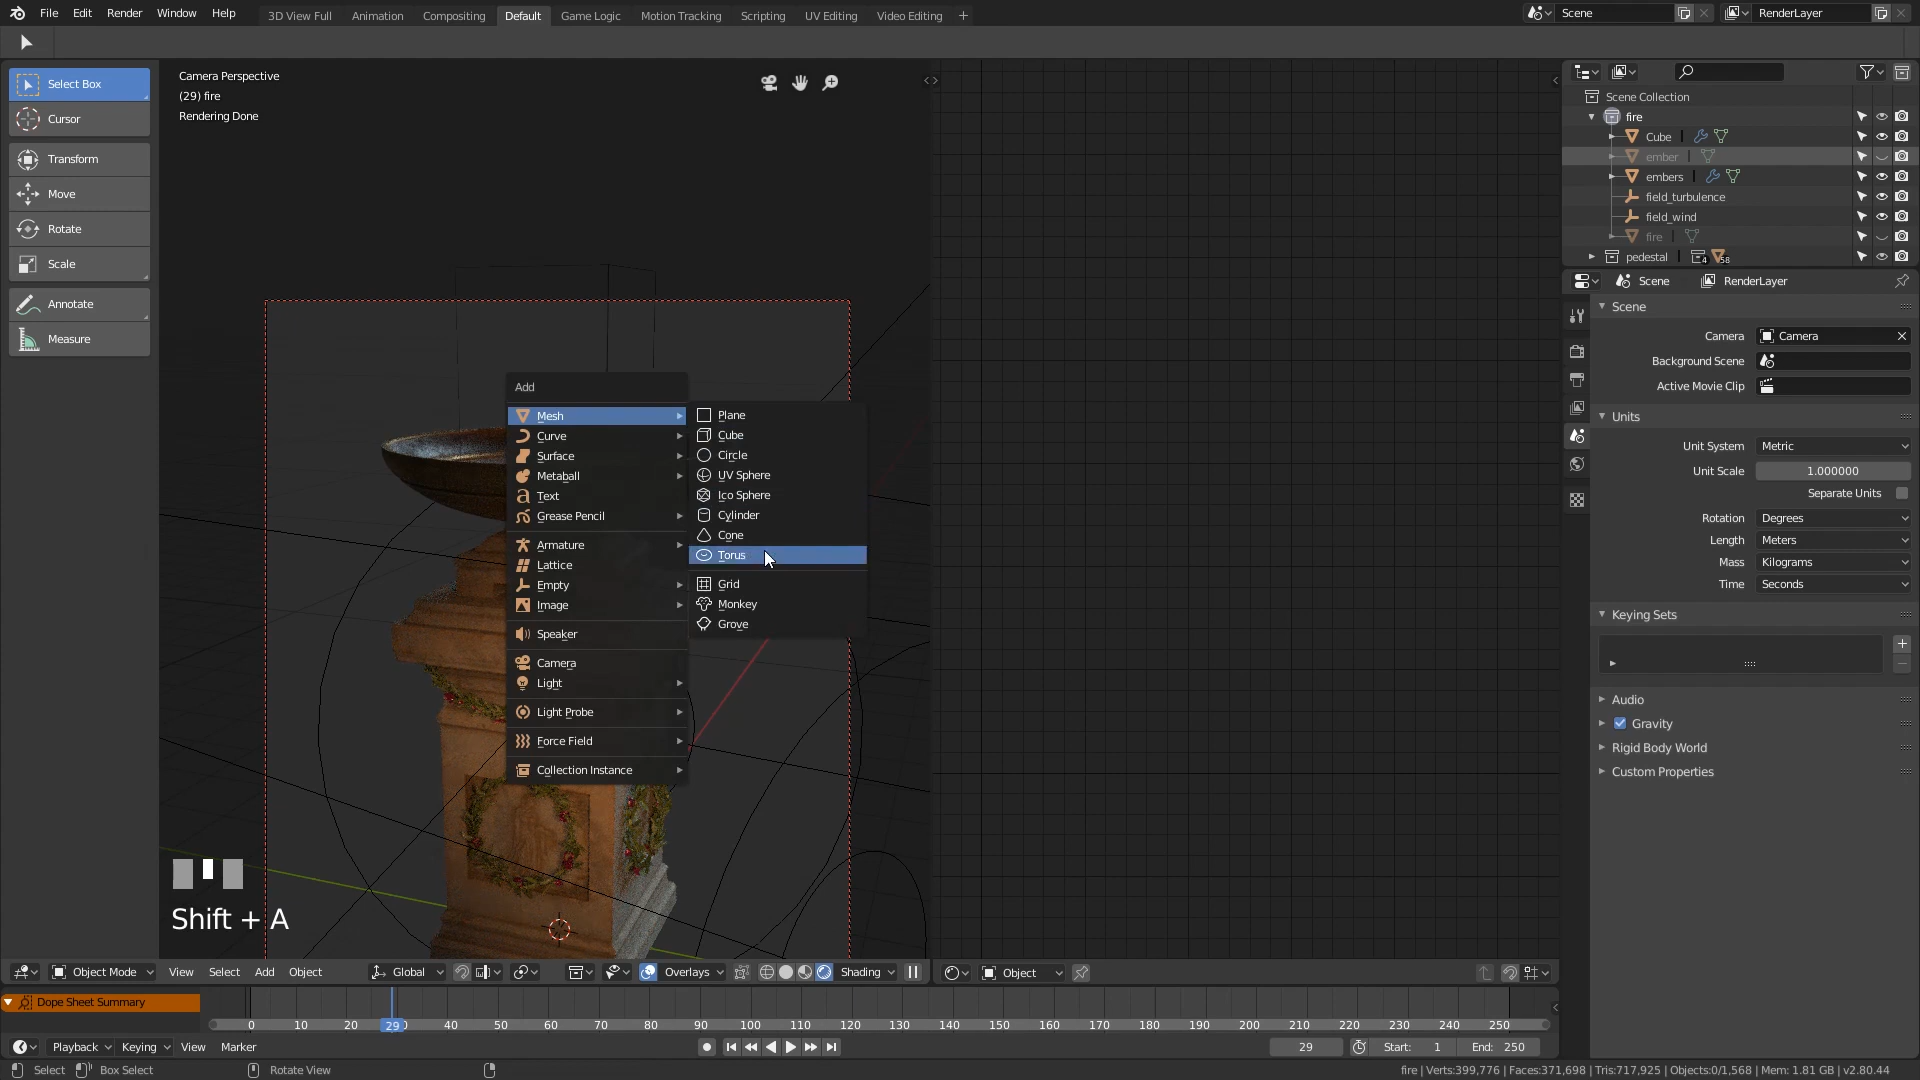 File Edit Render Window Help
3D View Full Animation Compositing Default Game Logic Motion Tracking Scripting UV Editing Video Editing +
Scene
RenderLayer
Select Box
Cursor
Transform
Move
Rotate
Scale
Annotate
Measure
Camera Perspective
(29) fire
Rendering Done
Add
Mesh
Curve
Surface
Metaball
Text
Grease Pencil
Armature
Lattice
Empty
Image
Speaker
Camera
Light
Light Probe
Force Field
Collection Instance
Plane
Cube
Circle
UV Sphere
Ico Sphere
Cylinder
Cone
Torus
Grid
Monkey
Grove
Shift + A
Scene Collection
fire
Cube
ember
embers
field_turbulence
field_wind
fire
pedestal 4 58
Scene RenderLayer
Scene
Camera Camera
Background Scene
Active Movie Clip
Units
Unit System Metric
Unit Scale 1.000000
Separate Units
Rotation Degrees
Length Meters
Mass Kilograms
Time Seconds
Keying Sets
Audio
Gravity
Rigid Body World
Custom Properties
Object Mode View Select Add Object Global Overlays Shading
Object
Dope Sheet Summary
0 10 20 29 40 50 60 70 80 90 100 110 120 130 140 150 160 170 180 190 200 210 220 230 240 250
Playback Keying View Marker
29 Start: 1 End: 250
Select Box Select Rotate View
fire | Verts:399,776 | Faces:371,698 | Tris:717,925 | Objects:0/1,568 | Mem: 1.81 GB | v2.80.44